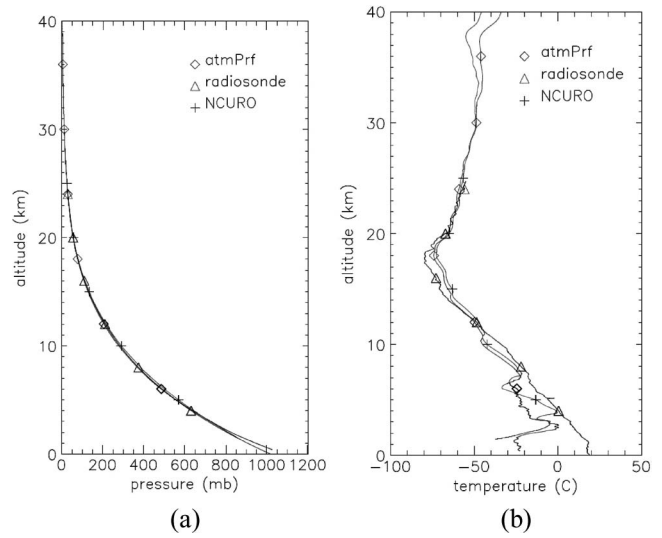 40
30
20
10
0
altitude (km)
atmPrf
radiosonde
NCURO
0 200 400 600 800 1000 1200
pressure (mb)
(a)
40
30
20
10
0
altitude (km)
atmPrf
radiosonde
NCURO
−100 −50 0 50
temperature (C)
(b)